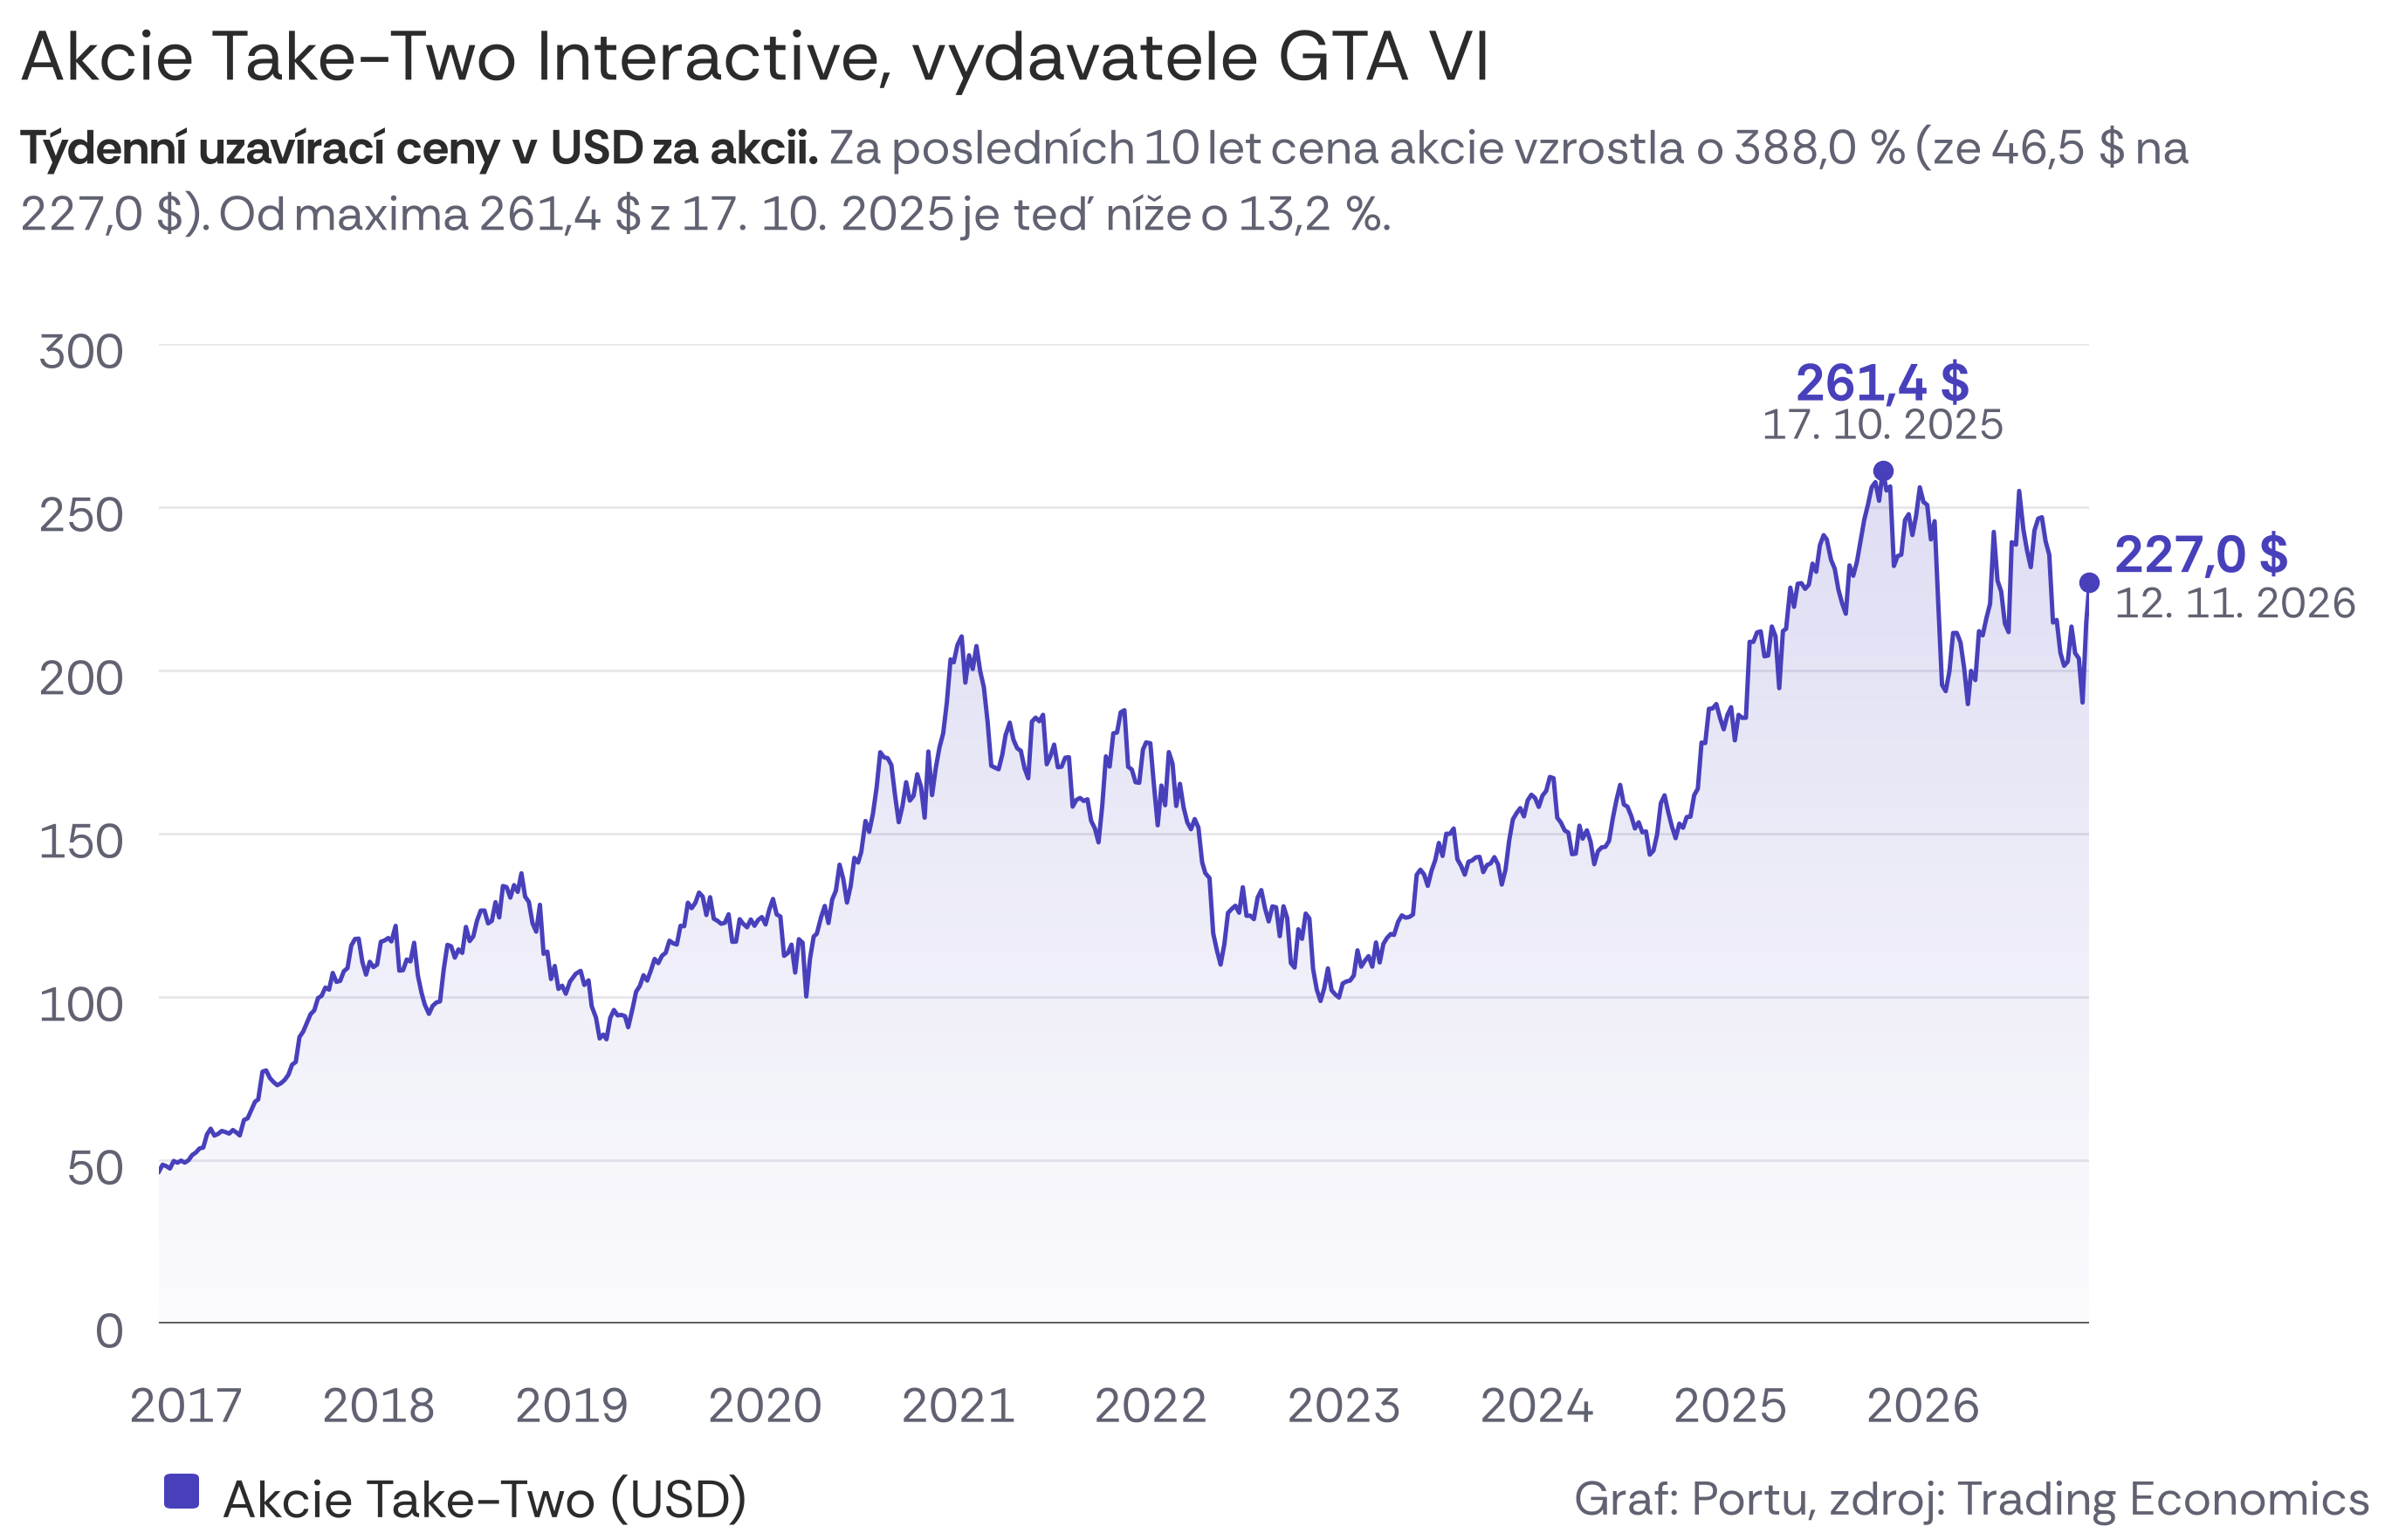 Akcie Take-Two Interactive, vydavatele GTA VI
Týdenní uzavírací ceny v USD za akcii. Za posledních 10 let cena akcie vzrostla o 388,0 % (ze 46,5 $ na
227,0 $). Od maxima 261,4 $ z 17. 10. 2025 je teď níže o 13,2 %.
300
261,4 $
17. 10. 2025
250
227,0 $
12. 11. 2026
200
150
100
50
0
2017 2018 2019 2020 2021 2022 2023 2024 2025 2026
Akcie Take-Two (USD)
Graf: Portu, zdroj: Trading Economics